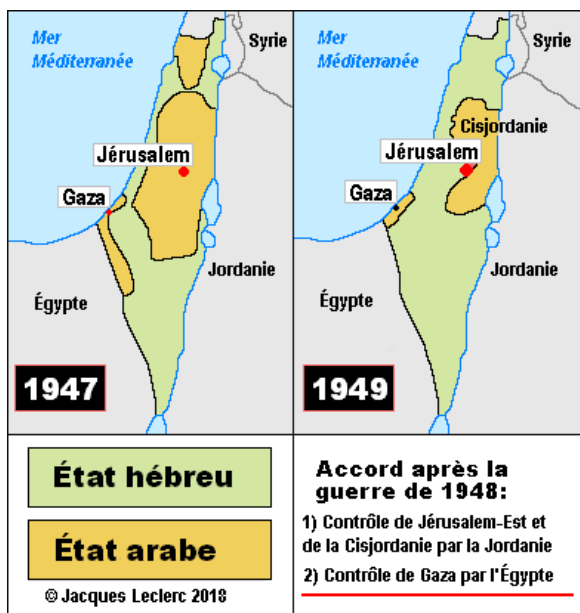 Mer
Méditerranée
Syrie
Jérusalem
Gaza
Jordanie
Égypte
1947
Mer
Méditerranée
Syrie
Cisjordanie
Jérusalem
Gaza
Jordanie
Égypte
1949
État hébreu
État arabe
© Jacques Leclerc 2018
Accord après la
guerre de 1948:
1) Contrôle de Jérusalem-Est et
de la Cisjordanie par la Jordanie
2) Contrôle de Gaza par l'Égypte